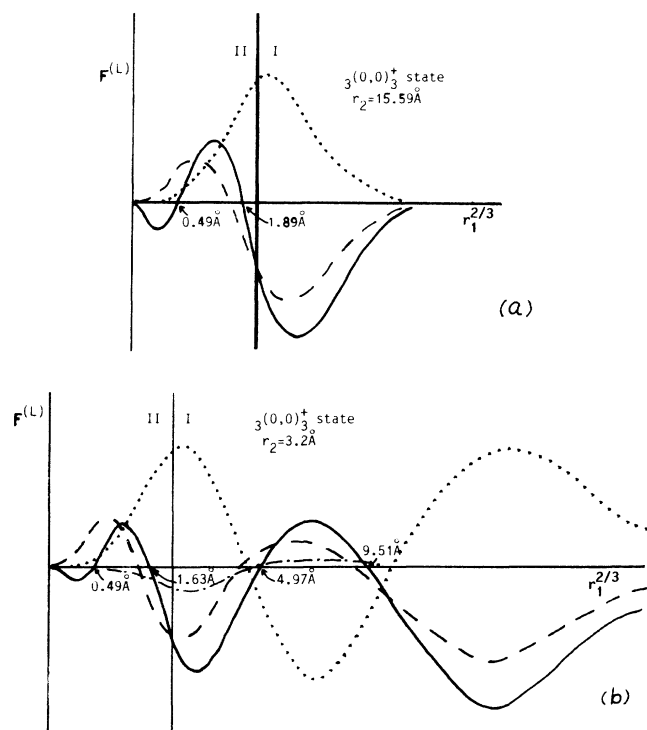 F(L)
II I
₃(0,0)₃⁺ state
r₂=15.59Å
0.49Å
1.89Å
r₁^2/3
(a)
F(L)
II I
₃(0,0)₃⁺ state
r₂=3.2Å
9.51Å
0.49Å
1.63Å
4.97Å
r₁^2/3
(b)